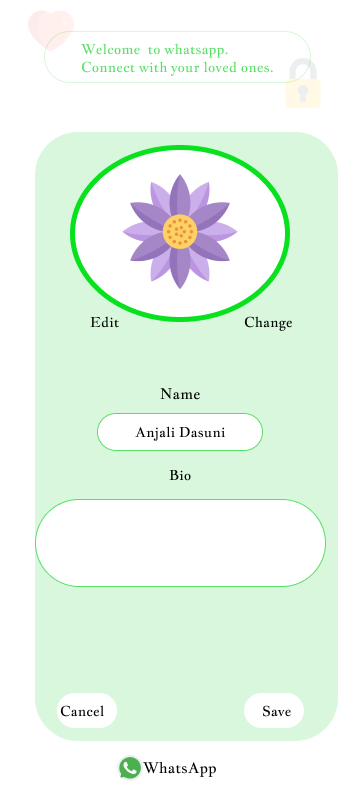 Welcome to whatsapp.
Connect with your loved ones.
Edit
Change
Name
Anjali Dasuni
Bio
Cancel
Save
WhatsApp